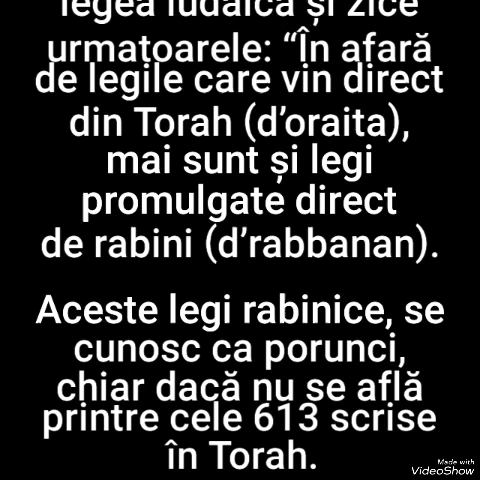 legea iudaică și zice
urmatoarele: “În afară
de legile care vin direct
din Torah (d’oraita),
mai sunt și legi
promulgate direct
de rabini (d’rabbanan).
Aceste legi rabinice, se
cunosc ca porunci,
chiar dacă nu se află
printre cele 613 scrise
în Torah.
Made with
VideoShow